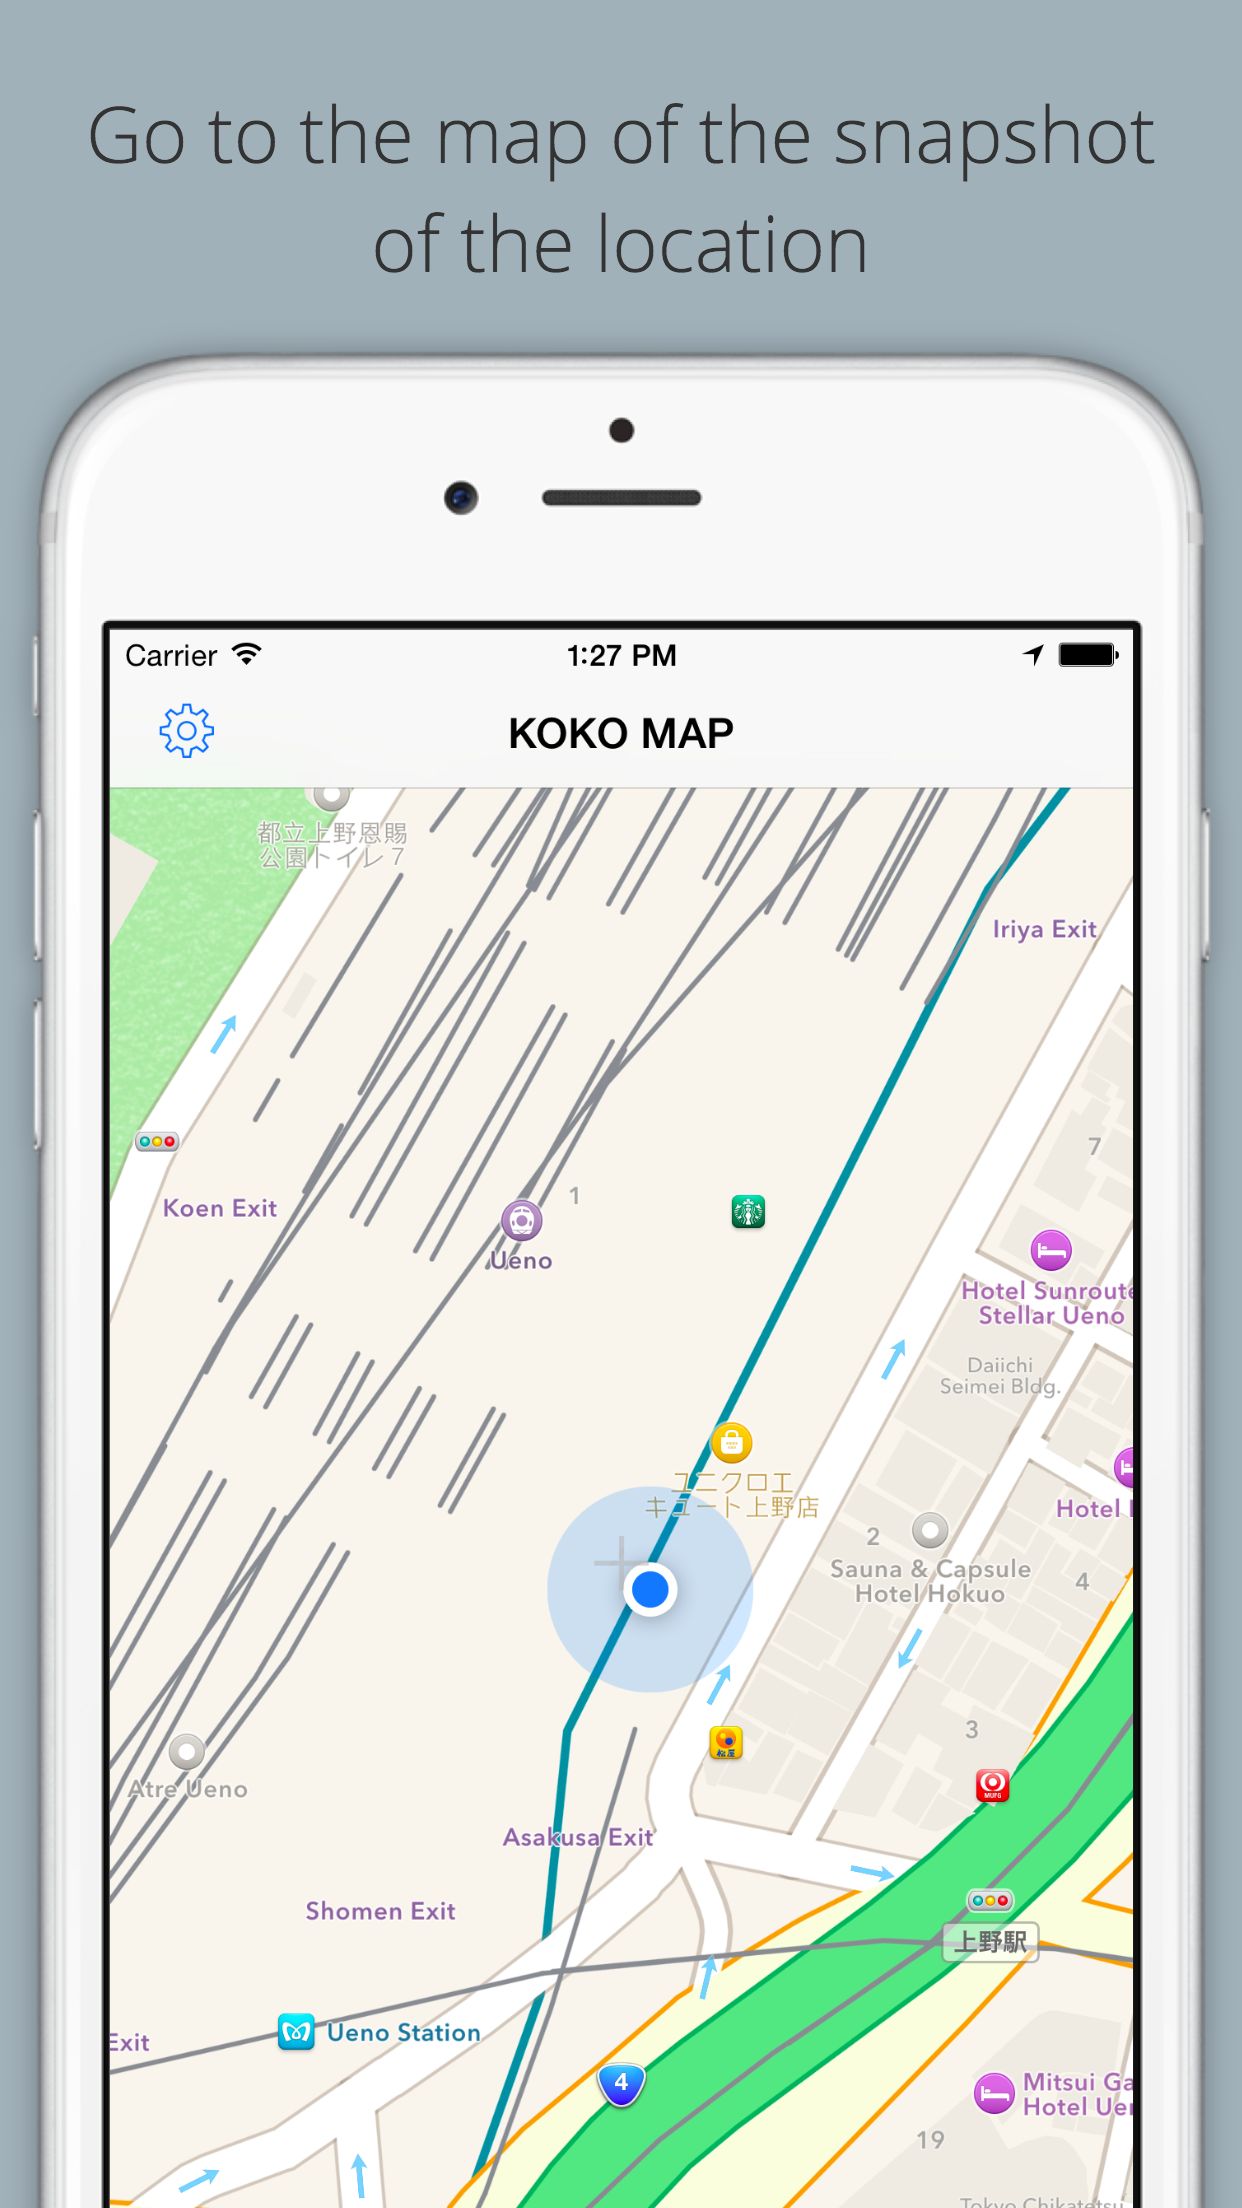 Go to the map of the snapshot
of the location
Carrier
1:27 PM
KOKO MAP
都立上野恩賜
公園トイレ７
Iriya Exit
7
Koen Exit
1
Ueno
Hotel Sunroute
Stellar Ueno
Daiichi
Seimei Bldg.
ユニクロエ
キュート上野店
Hotel
2
Sauna & Capsule
Hotel Hokuo
4
3
松屋
MUFG
Atre Ueno
Asakusa Exit
Shomen Exit
上野駅
Exit
Ueno Station
4
Mitsui Ga
Hotel Uen
19
Tokyo Chikatetsu